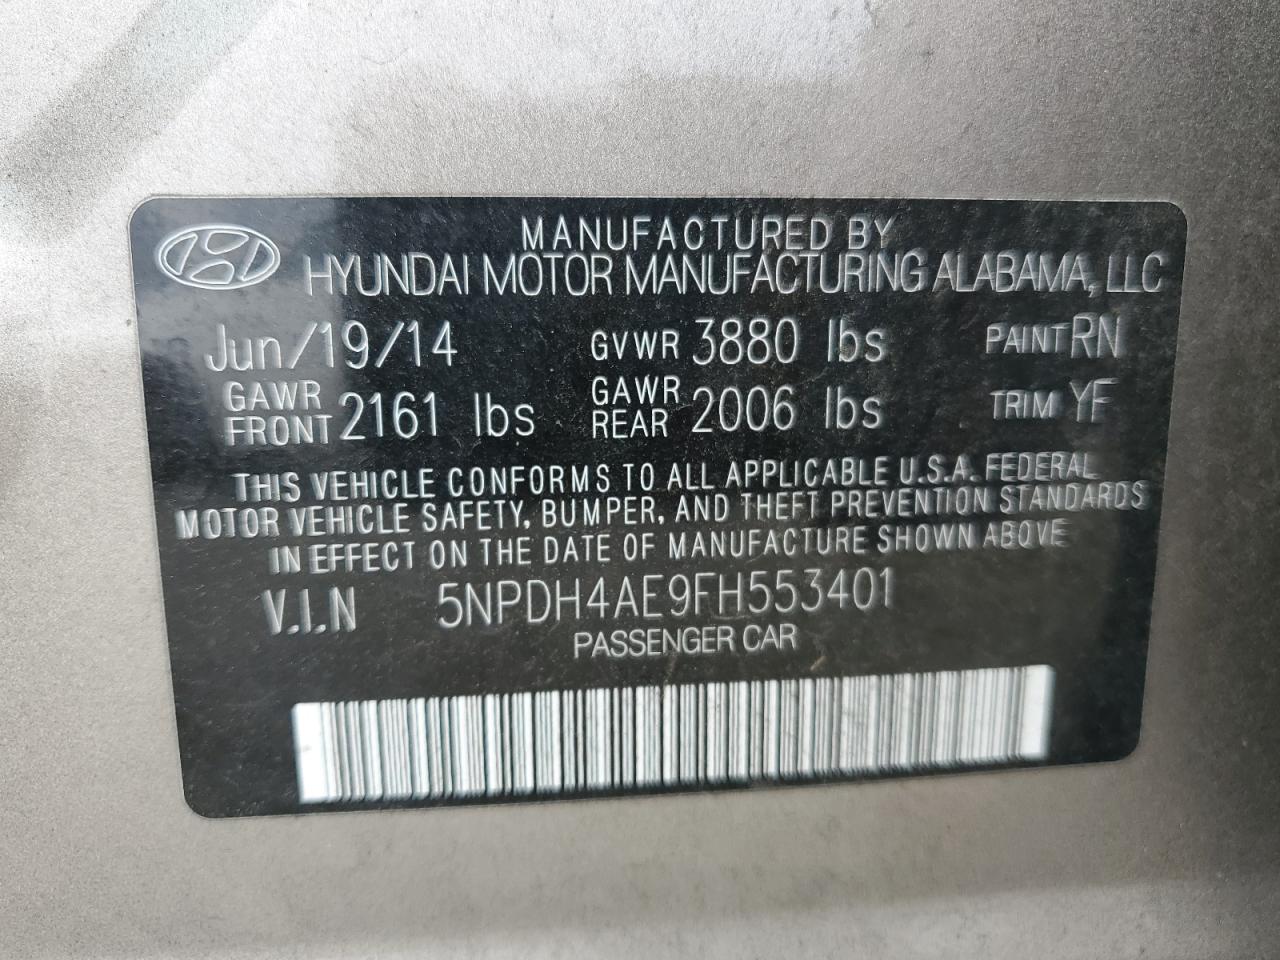 MANUFACTURED BY
HYUNDAI MOTOR MANUFACTURING ALABAMA, LLC
Jun/19/14 GVWR 3880 lbs PAINT RN
GAWR FRONT 2161 lbs GAWR REAR 2006 lbs TRIM YF
THIS VEHICLE CONFORMS TO ALL APPLICABLE U.S.A. FEDERAL
MOTOR VEHICLE SAFETY, BUMPER, AND THEFT PREVENTION STANDARDS
IN EFFECT ON THE DATE OF MANUFACTURE SHOWN ABOVE
V.I.N 5NPDH4AE9FH553401
PASSENGER CAR